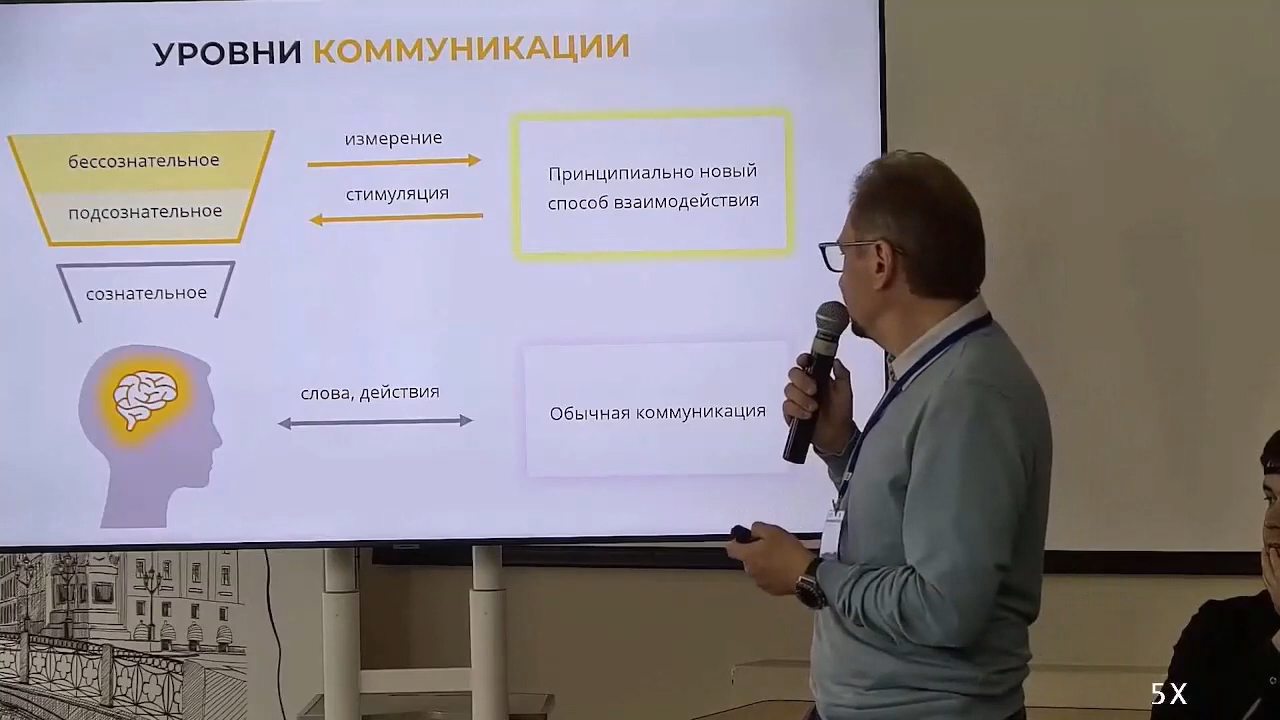 УРОВНИ КОММУНИКАЦИИ
бессознательное
подсознательное
сознательное
измерение
стимуляция
Принципиально новый
способ взаимодействия
слова, действия
Обычная коммуникация
5X